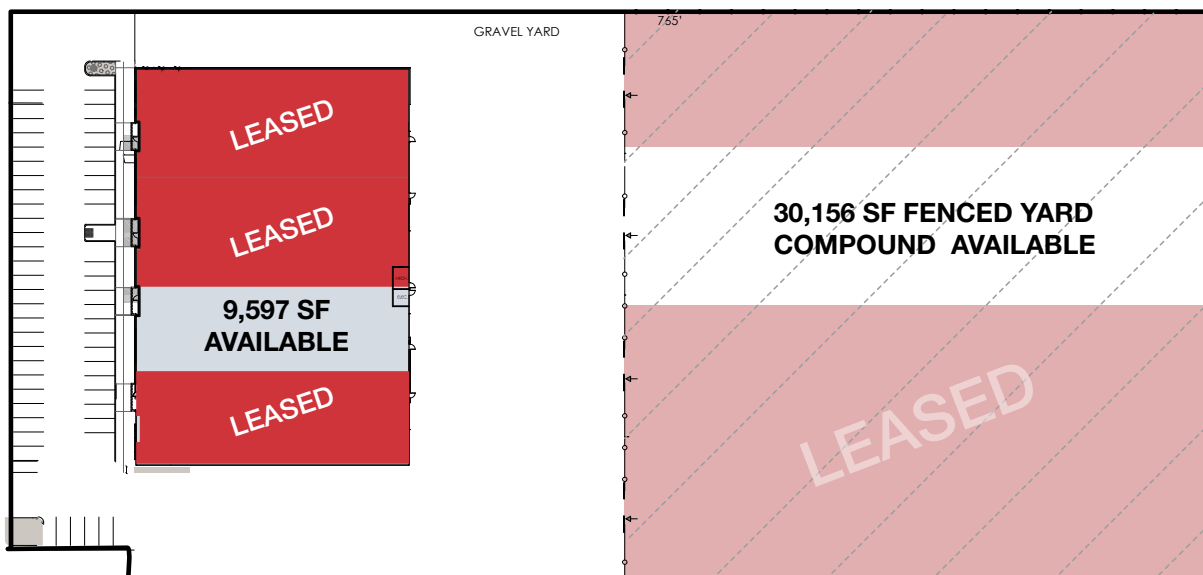 GRAVEL YARD
765'
LEASED
LEASED
9,597 SF
AVAILABLE
LEASED
30,156 SF FENCED YARD
COMPOUND AVAILABLE
LEASED